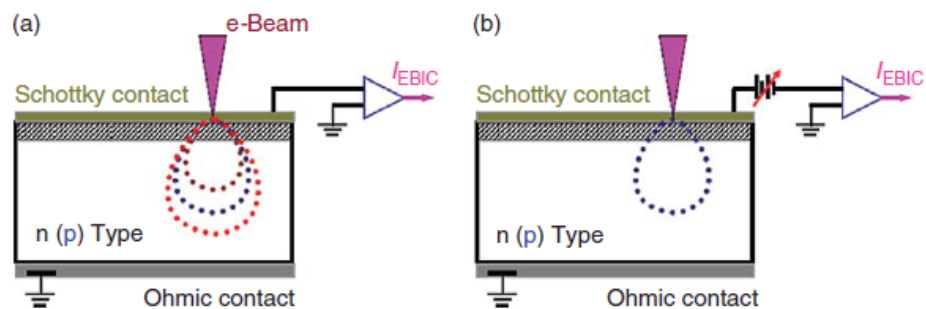 (a)
e-Beam
I_EBIC
Schottky contact
n (p) Type
Ohmic contact
(b)
I_EBIC
Schottky contact
n (p) Type
Ohmic contact